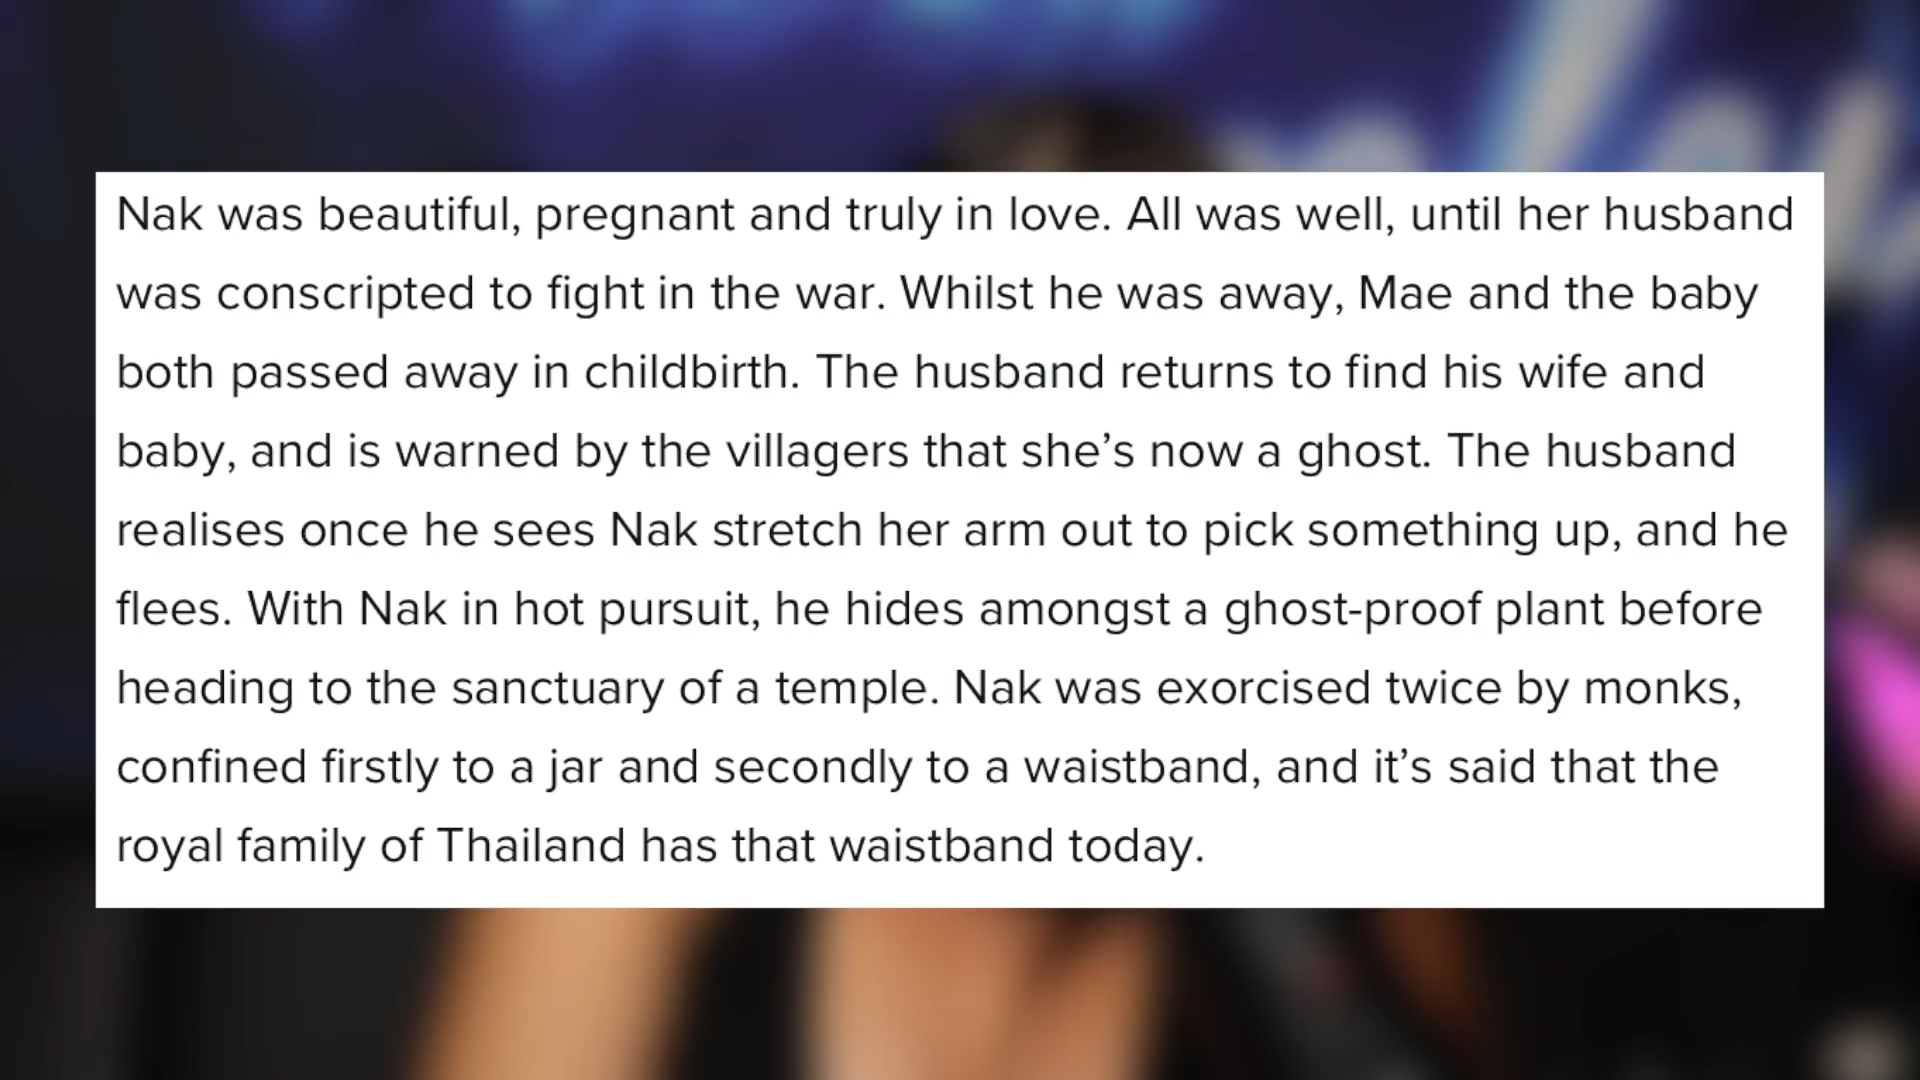 Nak was beautiful, pregnant and truly in love. All was well, until her husband
was conscripted to fight in the war. Whilst he was away, Mae and the baby
both passed away in childbirth. The husband returns to find his wife and
baby, and is warned by the villagers that she’s now a ghost. The husband
realises once he sees Nak stretch her arm out to pick something up, and he
flees. With Nak in hot pursuit, he hides amongst a ghost-proof plant before
heading to the sanctuary of a temple. Nak was exorcised twice by monks,
confined firstly to a jar and secondly to a waistband, and it’s said that the
royal family of Thailand has that waistband today.